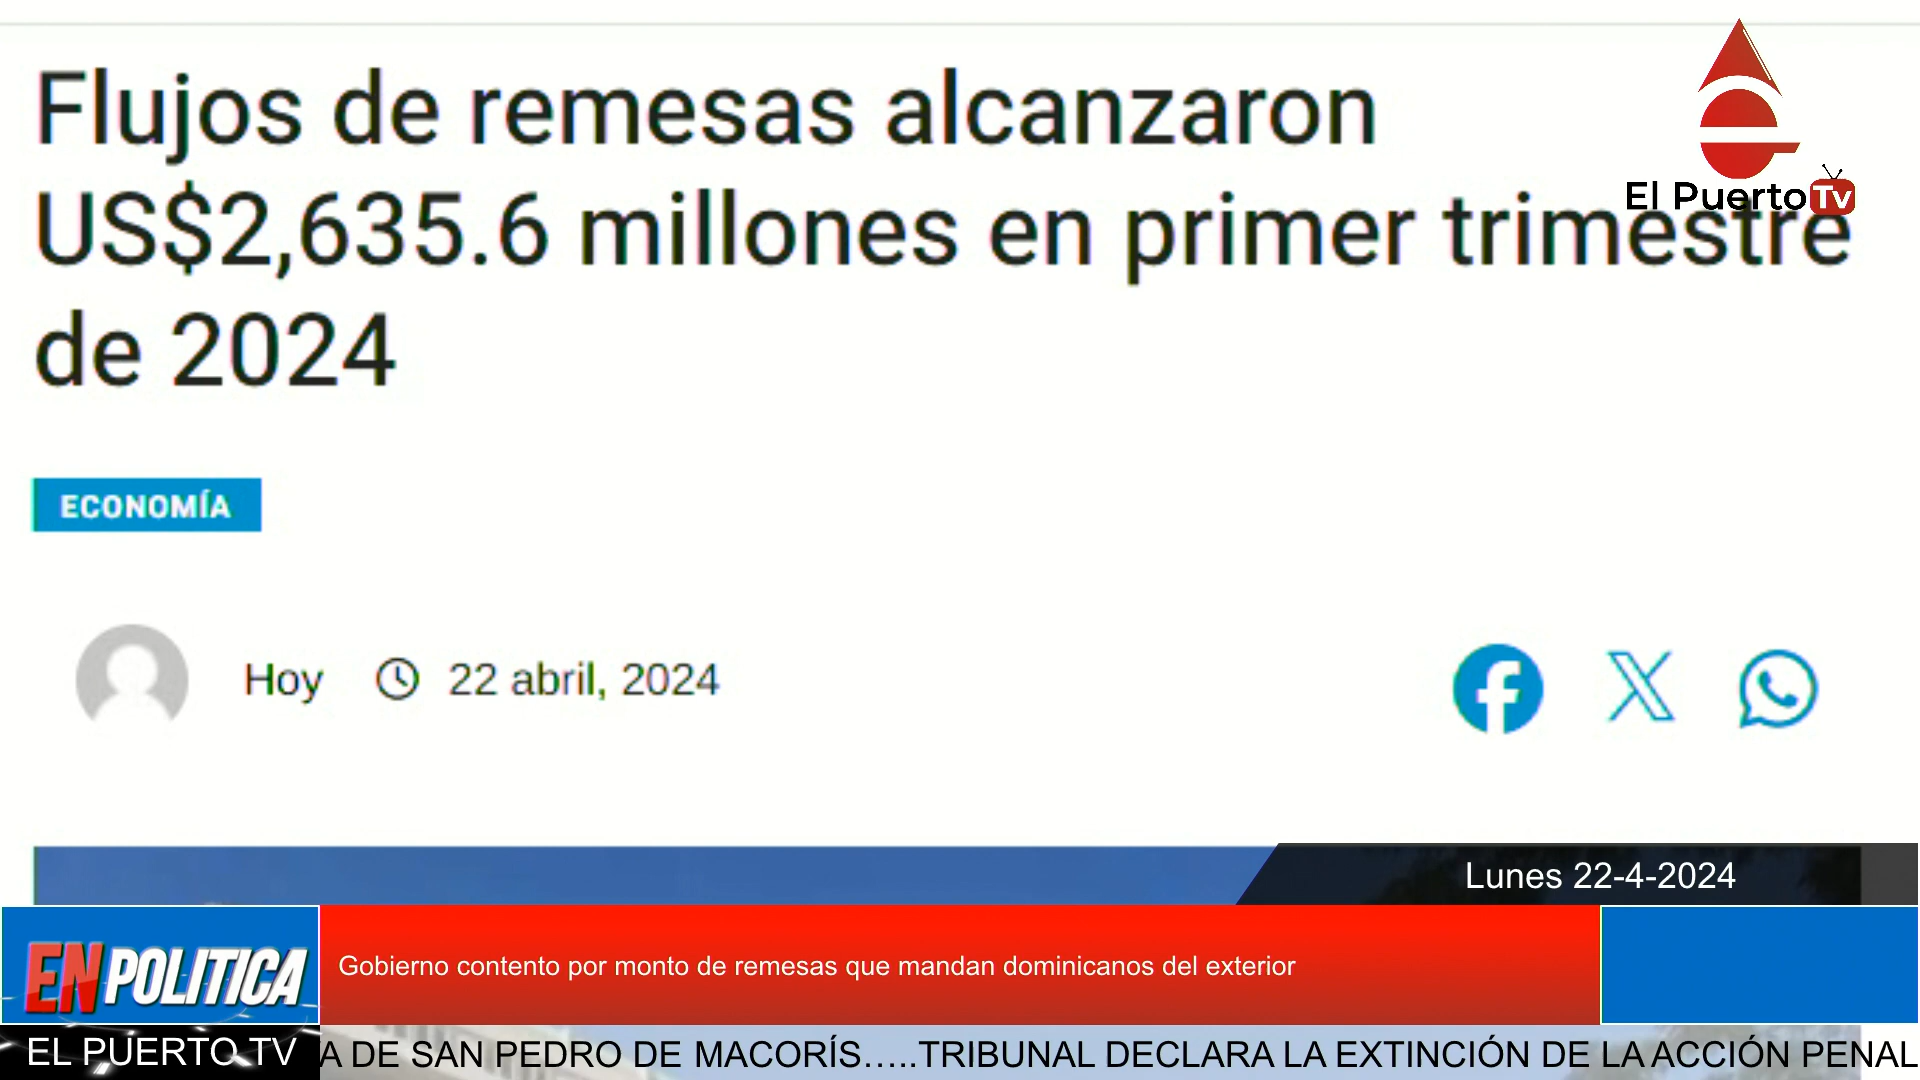 Flujos de remesas alcanzaron
US$2,635.6 millones en primer trimestre
de 2024
El Puerto Tv
ECONOMÍA
Hoy 22 abril, 2024
Lunes 22-4-2024
EN POLITICA
Gobierno contento por monto de remesas que mandan dominicanos del exterior
EL PUERTO TV
A DE SAN PEDRO DE MACORÍS…..TRIBUNAL DECLARA LA EXTINCIÓN DE LA ACCIÓN PENAL